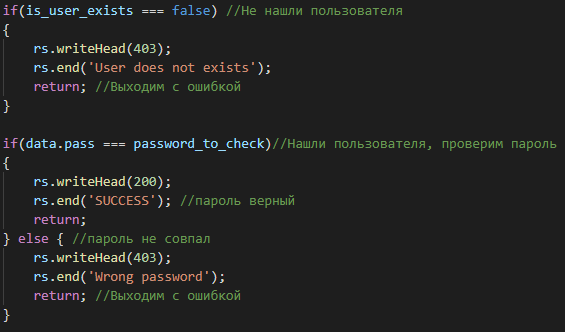 if(is_user_exists === false) //Не нашли пользователя
{
    rs.writeHead(403);
    rs.end('User does not exists');
    return; //Выходим с ошибкой
}

if(data.pass === password_to_check)//Нашли пользователя, проверим пароль
{
    rs.writeHead(200);
    rs.end('SUCCESS'); //пароль верный
    return;
} else { //пароль не совпал
    rs.writeHead(403);
    rs.end('Wrong password');
    return; //Выходим с ошибкой
}